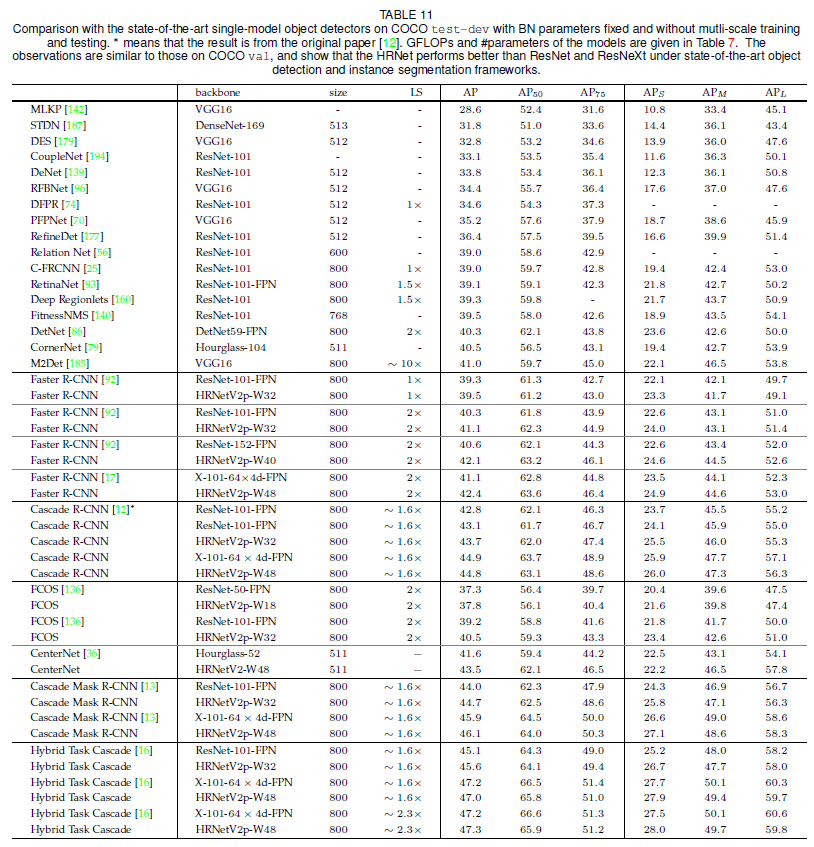 TABLE 11
Comparison with the state-of-the-art single-model object detectors on COCO test-dev with BN parameters fixed and without mutli-scale training
and testing. * means that the result is from the original paper [12]. GFLOPs and #parameters of the models are given in Table 7. The
observations are similar to those on COCO val, and show that the HRNet performs better than ResNet and ResNeXt under state-of-the-art object
detection and instance segmentation frameworks.
backbone size LS AP AP50 AP75 APS APM APL
MLKP [142] VGG16 - - 28.6 52.4 31.6 10.8 33.4 45.1
STDN [187] DenseNet-169 513 - 31.8 51.0 33.6 14.4 36.1 43.4
DES [179] VGG16 512 - 32.8 53.2 34.6 13.9 36.0 47.6
CoupleNet [194] ResNet-101 - - 33.1 53.5 35.4 11.6 36.3 50.1
DeNet [139] ResNet-101 512 - 33.8 53.4 36.1 12.3 36.1 50.8
RFBNet [96] VGG16 512 - 34.4 55.7 36.4 17.6 37.0 47.6
DFPR [74] ResNet-101 512 1× 34.6 54.3 37.3 - - -
PFPNet [70] VGG16 512 - 35.2 57.6 37.9 18.7 38.6 45.9
RefineDet [177] ResNet-101 512 - 36.4 57.5 39.5 16.6 39.9 51.4
Relation Net [56] ResNet-101 600 - 39.0 58.6 42.9 - - -
C-FRCNN [25] ResNet-101 800 1× 39.0 59.7 42.8 19.4 42.4 53.0
RetinaNet [93] ResNet-101-FPN 800 1.5× 39.1 59.1 42.3 21.8 42.7 50.2
Deep Regionlets [160] ResNet-101 800 1.5× 39.3 59.8 - 21.7 43.7 50.9
FitnessNMS [140] ResNet-101 768 - 39.5 58.0 42.6 18.9 43.5 54.1
DetNet [86] DetNet59-FPN 800 2× 40.3 62.1 43.8 23.6 42.6 50.0
CornerNet [79] Hourglass-104 511 - 40.5 56.5 43.1 19.4 42.7 53.9
M2Det [185] VGG16 800 ∼ 10× 41.0 59.7 45.0 22.1 46.5 53.8
Faster R-CNN [92] ResNet-101-FPN 800 1× 39.3 61.3 42.7 22.1 42.1 49.7
Faster R-CNN HRNetV2p-W32 800 1× 39.5 61.2 43.0 23.3 41.7 49.1
Faster R-CNN [92] ResNet-101-FPN 800 2× 40.3 61.8 43.9 22.6 43.1 51.0
Faster R-CNN HRNetV2p-W32 800 2× 41.1 62.3 44.9 24.0 43.1 51.4
Faster R-CNN [92] ResNet-152-FPN 800 2× 40.6 62.1 44.3 22.6 43.4 52.0
Faster R-CNN HRNetV2p-W40 800 2× 42.1 63.2 46.1 24.6 44.5 52.6
Faster R-CNN [17] X-101-64×4d-FPN 800 2× 41.1 62.8 44.8 23.5 44.1 52.3
Faster R-CNN HRNetV2p-W48 800 2× 42.4 63.6 46.4 24.9 44.6 53.0
Cascade R-CNN [12]* ResNet-101-FPN 800 ∼ 1.6× 42.8 62.1 46.3 23.7 45.5 55.2
Cascade R-CNN ResNet-101-FPN 800 ∼ 1.6× 43.1 61.7 46.7 24.1 45.9 55.0
Cascade R-CNN HRNetV2p-W32 800 ∼ 1.6× 43.7 62.0 47.4 25.5 46.0 55.3
Cascade R-CNN X-101-64 × 4d-FPN 800 ∼ 1.6× 44.9 63.7 48.9 25.9 47.7 57.1
Cascade R-CNN HRNetV2p-W48 800 ∼ 1.6× 44.8 63.1 48.6 26.0 47.3 56.3
FCOS [136] ResNet-50-FPN 800 2× 37.3 56.4 39.7 20.4 39.6 47.5
FCOS HRNetV2p-W18 800 2× 37.8 56.1 40.4 21.6 39.8 47.4
FCOS [136] ResNet-101-FPN 800 2× 39.2 58.8 41.6 21.8 41.7 50.0
FCOS HRNetV2p-W32 800 2× 40.5 59.3 43.3 23.4 42.6 51.0
CenterNet [36] Hourglass-52 511 − 41.6 59.4 44.2 22.5 43.1 54.1
CenterNet HRNetV2-W48 511 − 43.5 62.1 46.5 22.2 46.5 57.8
Cascade Mask R-CNN [13] ResNet-101-FPN 800 ∼ 1.6× 44.0 62.3 47.9 24.3 46.9 56.7
Cascade Mask R-CNN HRNetV2p-W32 800 ∼ 1.6× 44.7 62.5 48.6 25.8 47.1 56.3
Cascade Mask R-CNN [13] X-101-64 × 4d-FPN 800 ∼ 1.6× 45.9 64.5 50.0 26.6 49.0 58.6
Cascade Mask R-CNN HRNetV2p-W48 800 ∼ 1.6× 46.1 64.0 50.3 27.1 48.6 58.3
Hybrid Task Cascade [16] ResNet-101-FPN 800 ∼ 1.6× 45.1 64.3 49.0 25.2 48.0 58.2
Hybrid Task Cascade HRNetV2p-W32 800 ∼ 1.6× 45.6 64.1 49.4 26.7 47.7 58.0
Hybrid Task Cascade [16] X-101-64 × 4d-FPN 800 ∼ 1.6× 47.2 66.5 51.4 27.7 50.1 60.3
Hybrid Task Cascade HRNetV2p-W48 800 ∼ 1.6× 47.0 65.8 51.0 27.9 49.4 59.7
Hybrid Task Cascade [16] X-101-64 × 4d-FPN 800 ∼ 2.3× 47.2 66.6 51.3 27.5 50.1 60.6
Hybrid Task Cascade HRNetV2p-W48 800 ∼ 2.3× 47.3 65.9 51.2 28.0 49.7 59.8